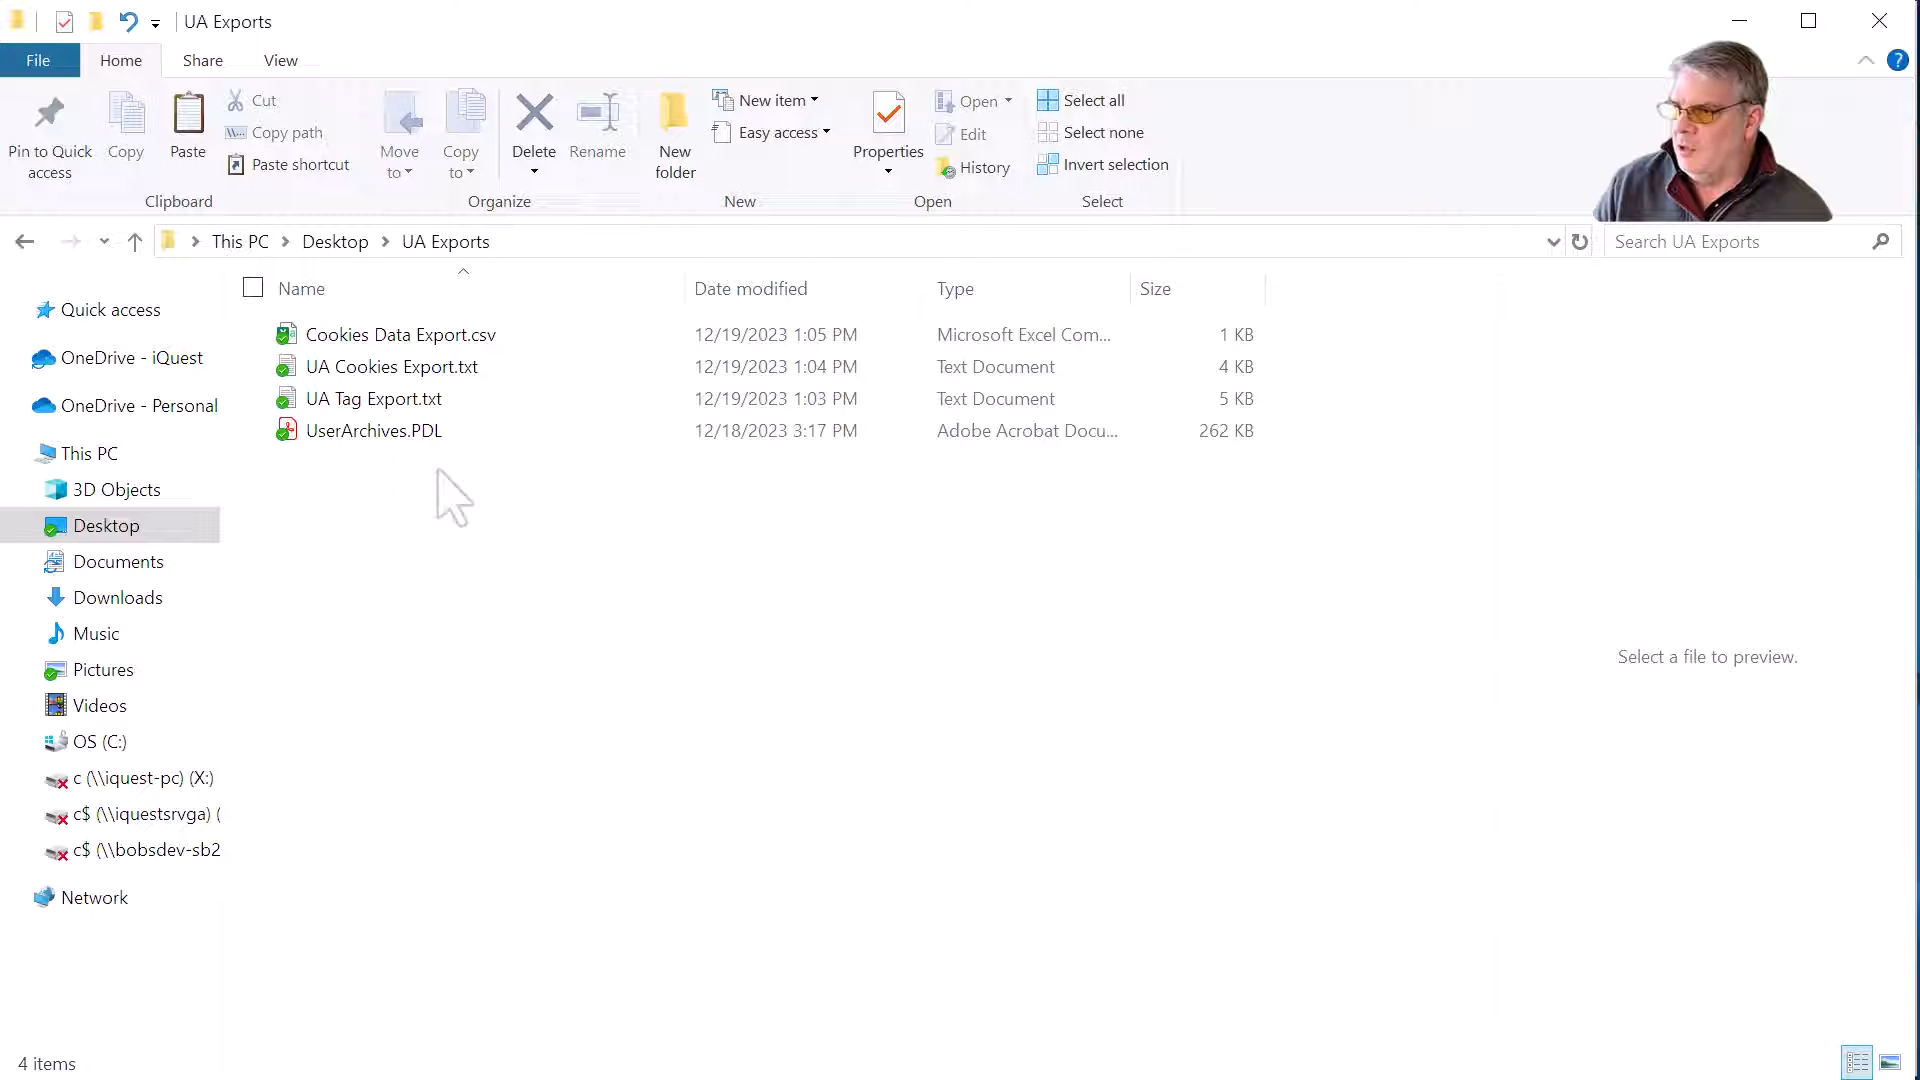 UA Exports
File
Home
Share
View
Pin to Quick
access
Copy
Paste
Cut
Copy path
Paste shortcut
Clipboard
Move
to
Copy
to
Delete
Rename
Organize
New
folder
New item
Easy access
New
Properties
Open
Edit
History
Open
Select all
Select none
Invert selection
Select
This PC
Desktop
UA Exports
Search UA Exports
Name
Date modified
Type
Size
Cookies Data Export.csv 12/19/2023 1:05 PM Microsoft Excel Com... 1 KB
UA Cookies Export.txt 12/19/2023 1:04 PM Text Document 4 KB
UA Tag Export.txt 12/19/2023 1:03 PM Text Document 5 KB
UserArchives.PDL 12/18/2023 3:17 PM Adobe Acrobat Docu... 262 KB
Quick access
OneDrive - iQuest
OneDrive - Personal
This PC
3D Objects
Desktop
Documents
Downloads
Music
Pictures
Videos
OS (C:)
c (\\iquest-pc) (X:)
c$ (\\iquestsrvga) (
c$ (\\bobsdev-sb2
Network
Select a file to preview.
4 items